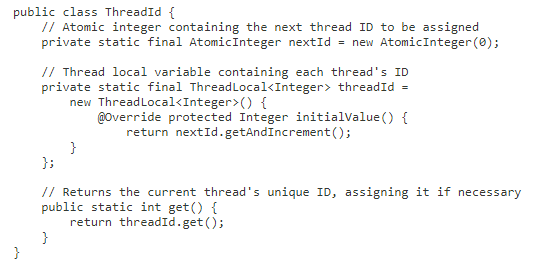 public class ThreadId {
    // Atomic integer containing the next thread ID to be assigned
    private static final AtomicInteger nextId = new AtomicInteger(0);

    // Thread local variable containing each thread's ID
    private static final ThreadLocal<Integer> threadId =
        new ThreadLocal<Integer>() {
            @Override protected Integer initialValue() {
                return nextId.getAndIncrement();
        }
    };

    // Returns the current thread's unique ID, assigning it if necessary
    public static int get() {
        return threadId.get();
    }
}